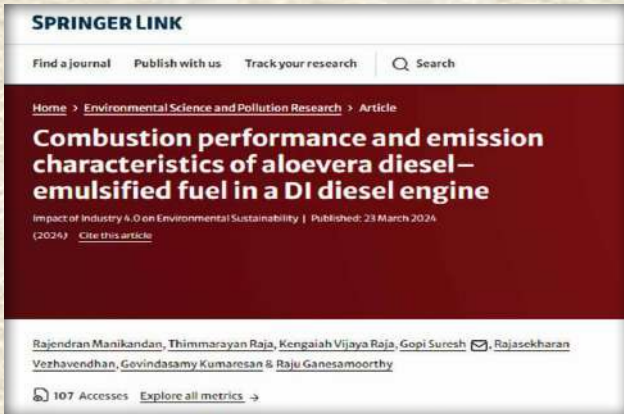 SPRINGER LINK
Find a journal Publish with us Track your research Search
Home > Environmental Science and Pollution Research > Article
Combustion performance and emission
characteristics of aloevera diesel–
emulsified fuel in a DI diesel engine
Impact of Industry 4.0 on Environmental Sustainability | Published: 23 March 2024
(2024) Cite this article
Rajendran Manikandan, Thimmarayan Raja, Kengaiah Vijaya Raja, Gopi Suresh, Rajasekharan
Vezhavendhan, Govindasamy Kumaresan & Raju Ganesamoorthy
107 Accesses Explore all metrics →